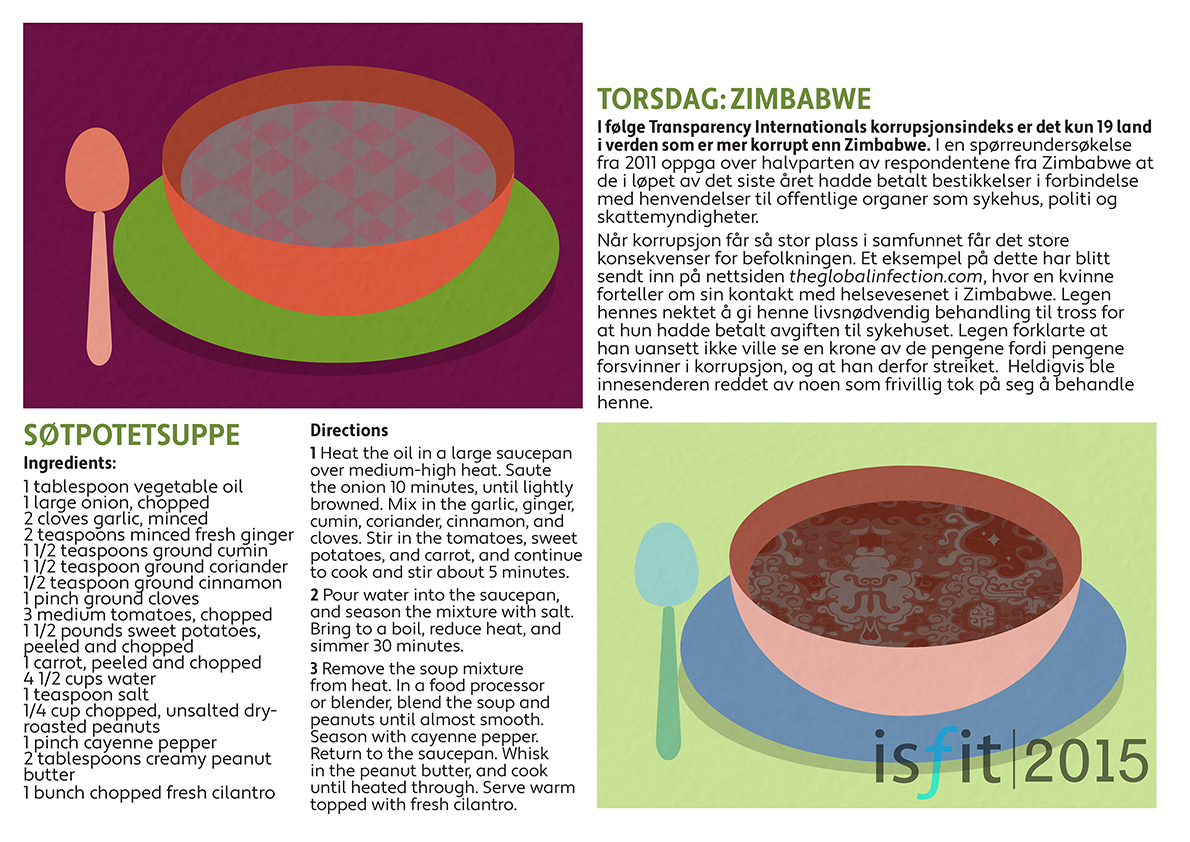 TORSDAG: ZIMBABWE
I følge Transparency Internationals korrupsjonsindeks er det kun 19 land
i verden som er mer korrupt enn Zimbabwe. I en spørreundersøkelse
fra 2011 oppga over halvparten av respondentene fra Zimbabwe at
de i løpet av det siste året hadde betalt bestikkelser i forbindelse
med henvendelser til offentlige organer som sykehus, politi og
skattemyndigheter.
Når korrupsjon får så stor plass i samfunnet får det store
konsekvenser for befolkningen. Et eksempel på dette har blitt
sendt inn på nettsiden theglobalinfection.com, hvor en kvinne
forteller om sin kontakt med helsevesenet i Zimbabwe. Legen
hennes nektet å gi henne livsnødvendig behandling til tross for
at hun hadde betalt avgiften til sykehuset. Legen forklarte at
han uansett ikke ville se en krone av de pengene fordi pengene
forsvinner i korrupsjon, og at han derfor streiket. Heldigvis ble
innesenderen reddet av noen som frivillig tok på seg å behandle
henne.
SØTPOTETSUPPE
Ingredients:
1 tablespoon vegetable oil
1 large onion, chopped
2 cloves garlic, minced
2 teaspoons minced fresh ginger
1 1/2 teaspoons ground cumin
1 1/2 teaspoons ground coriander
1/2 teaspoon ground cinnamon
1 pinch ground cloves
3 medium tomatoes, chopped
1 1/2 pounds sweet potatoes,
peeled and chopped
1 carrot, peeled and chopped
4 1/2 cups water
1 teaspoon salt
1/4 cup chopped, unsalted dry-
roasted peanuts
1 pinch cayenne pepper
2 tablespoons creamy peanut
butter
1 bunch chopped fresh cilantro
Directions
1 Heat the oil in a large saucepan
over medium-high heat. Saute
the onion 10 minutes, until lightly
browned. Mix in the garlic, ginger,
cumin, coriander, cinnamon, and
cloves. Stir in the tomatoes, sweet
potatoes, and carrot, and continue
to cook and stir about 5 minutes.
2 Pour water into the saucepan,
and season the mixture with salt.
Bring to a boil, reduce heat, and
simmer 30 minutes.
3 Remove the soup mixture
from heat. In a food processor
or blender, blend the soup and
peanuts until almost smooth.
Season with cayenne pepper.
Return to the saucepan. Whisk
in the peanut butter, and cook
until heated through. Serve warm
topped with fresh cilantro.
isfit|2015